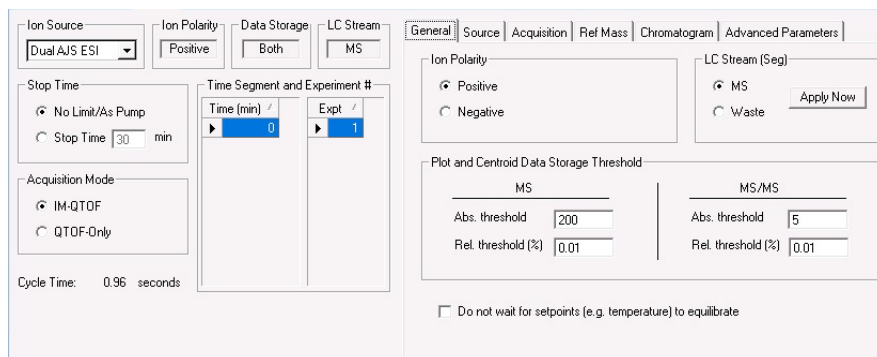 Ion Source
Dual AJS ESI
Ion Polarity
Positive
Data Storage
Both
LC Stream
MS
Stop Time
No Limit/As Pump
Stop Time 30 min
Time Segment and Experiment #
Time (min) /
0
Expt /
1
Acquisition Mode
IM-QTOF
QTOF-Only
Cycle Time: 0.96 seconds
General Source Acquisition Ref Mass Chromatogram Advanced Parameters
Ion Polarity
Positive
Negative
LC Stream (Seg)
MS
Waste
Apply Now
Plot and Centroid Data Storage Threshold
MS
Abs. threshold 200
Rel. threshold (%) 0.01
MS/MS
Abs. threshold 5
Rel. threshold (%) 0.01
Do not wait for setpoints (e.g. temperature) to equilibrate